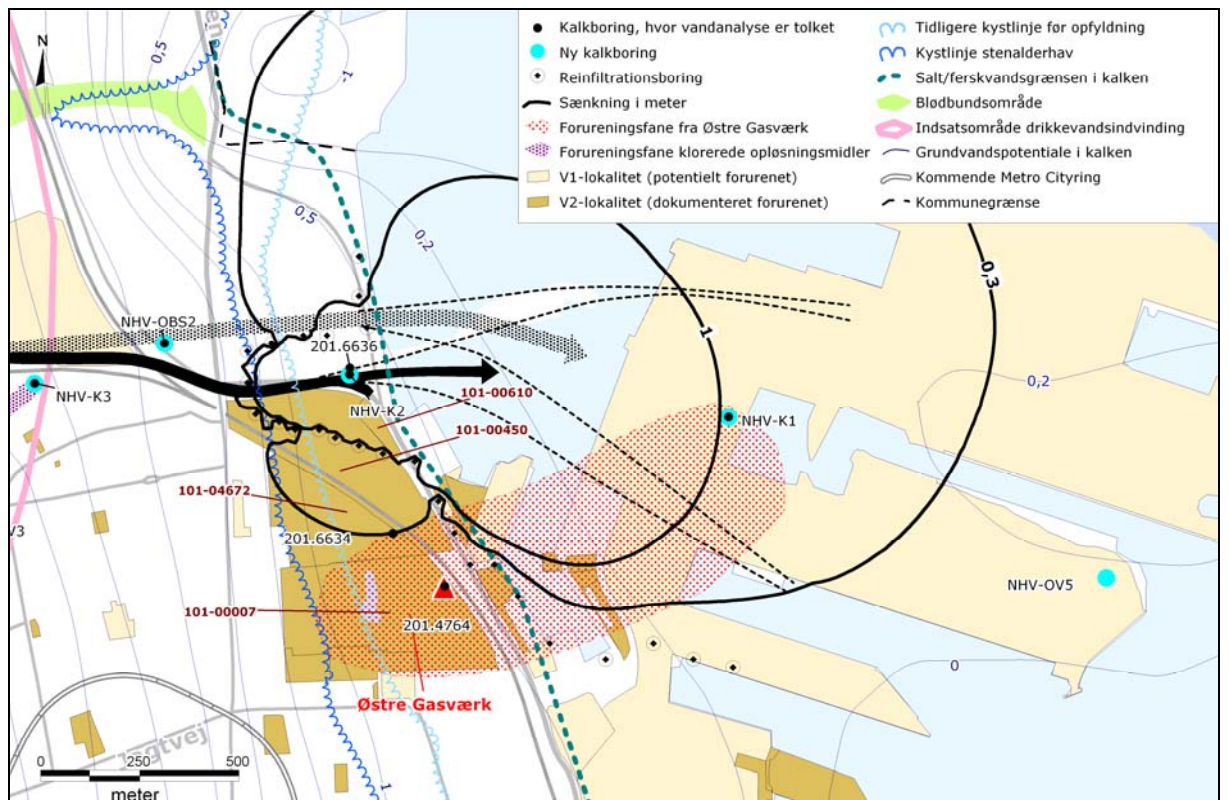 Kalkboring, hvor vandanalyse er tolket
Ny kalkboring
Reinfiltrationsboring
Sænkning i meter
Forureningsfane fra Østre Gasværk
Forureningsfane klorerede opløsningsmidler
V1-lokalitet (potentielt forurenet)
V2-lokalitet (dokumenteret forurenet)
Tidligere kystlinje før opfyldning
Kystlinje stenalderhav
Salt/ferskvandsgrænsen i kalken
Blødbundsområde
Indsatsområde drikkevandsindvinding
Grundvandspotentiale i kalken
Kommende Metro Cityring
Kommunegrænse
N
0,5
-1
0,5
0,2
0,3
1
NHV-OBS2
201.6636
NHV-K3
NHV-K2
101-00610
0,2
NHV-K1
101-00450
101-04672
V3
201.6634
NHV-OV5
101-00007
201.4764
0
Østre Gasværk
Jagtvej
1
0 250 500
meter